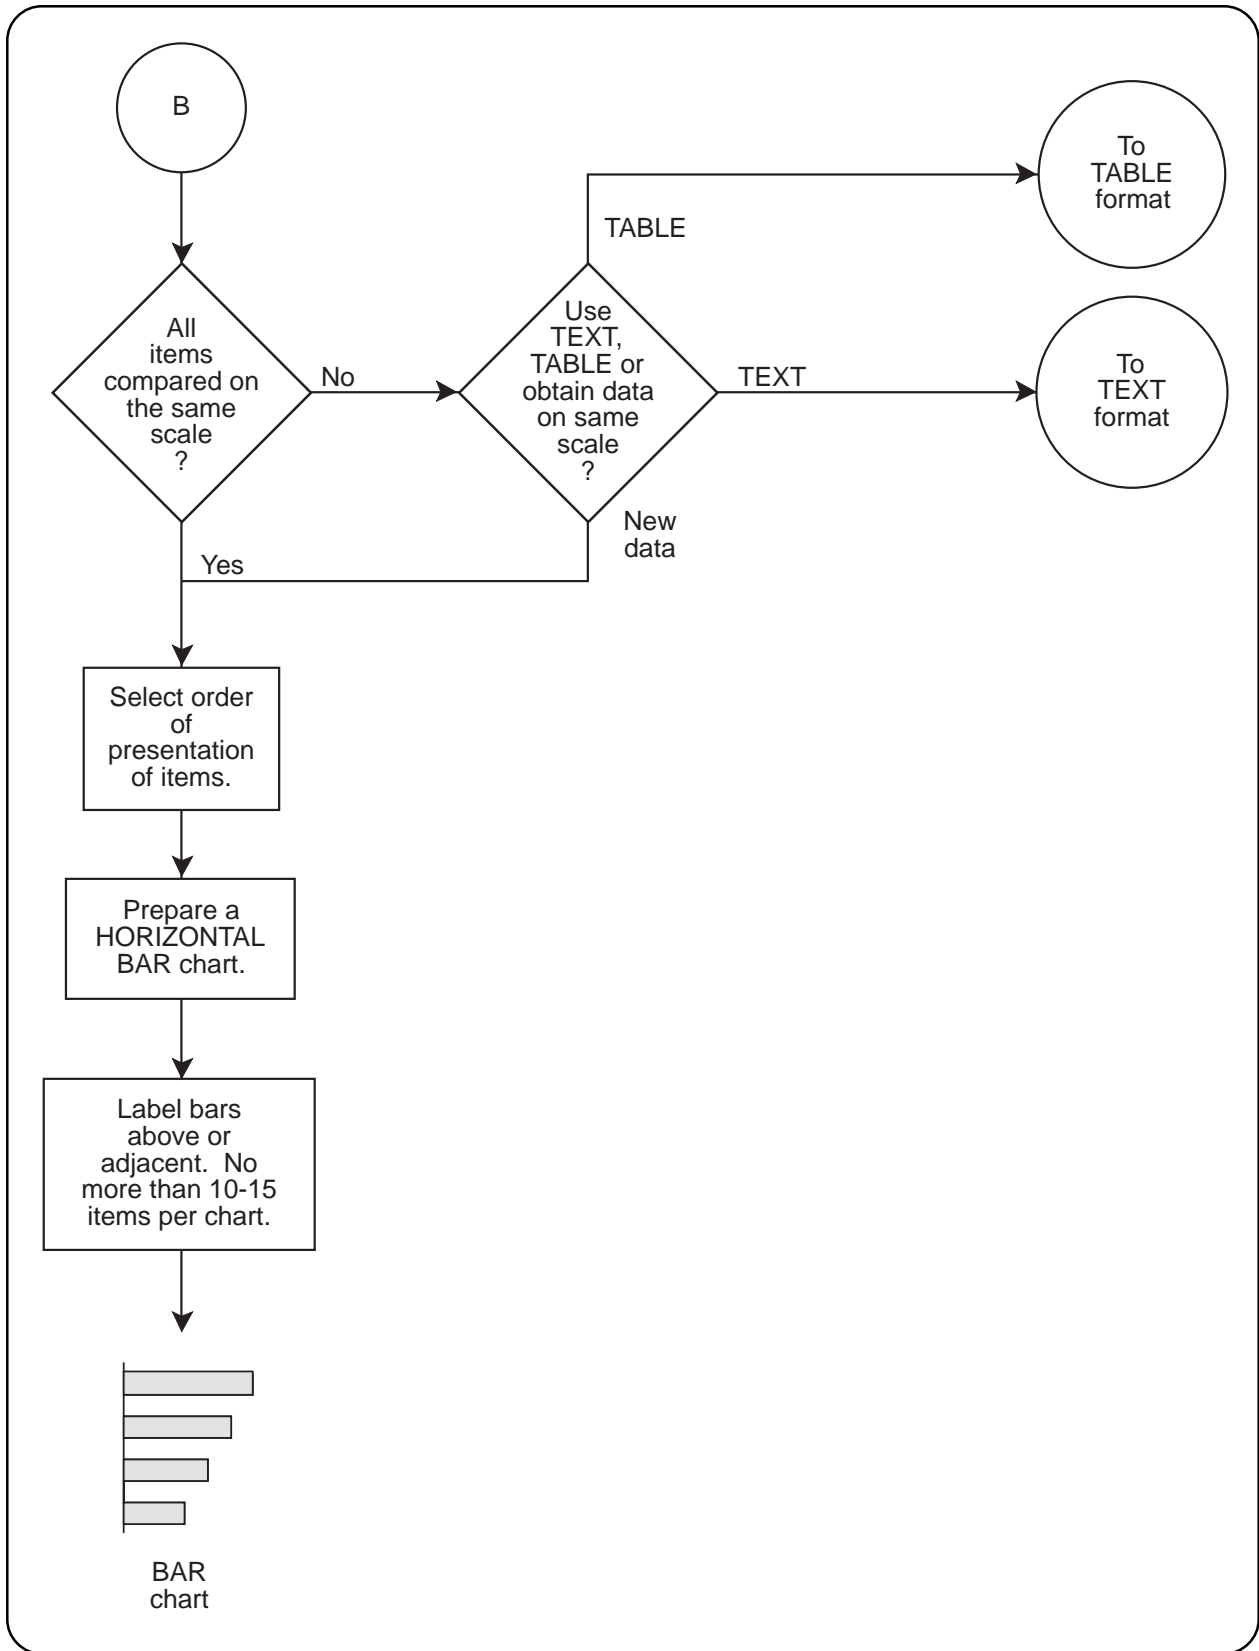 B
To
TABLE
format
TABLE
All
items
compared on
the same
scale
?
No
Use
TEXT,
TABLE or
obtain data
on same
scale
?
TEXT
To
TEXT
format
New
data
Yes
Select order
of
presentation
of items.
Prepare a
HORIZONTAL
BAR chart.
Label bars
above or
adjacent.  No
more than 10-15
items per chart.
BAR
chart